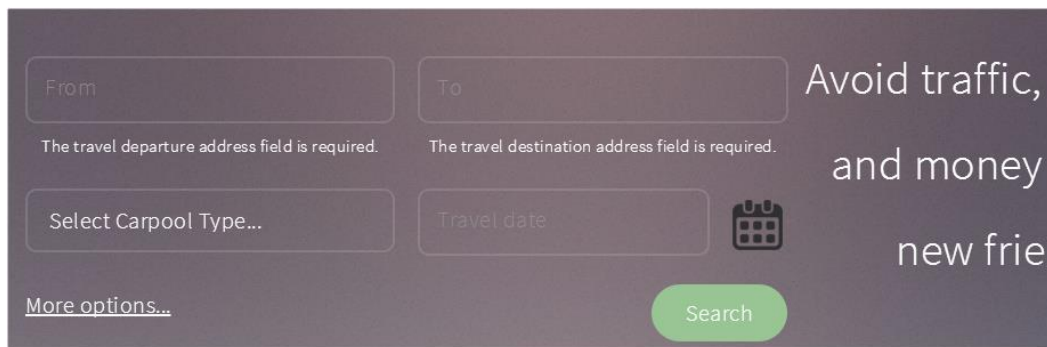 From
To
Avoid traffic,
The travel departure address field is required.
The travel destination address field is required.
and money
Select Carpool Type...
Travel date
new frie
More options...
Search